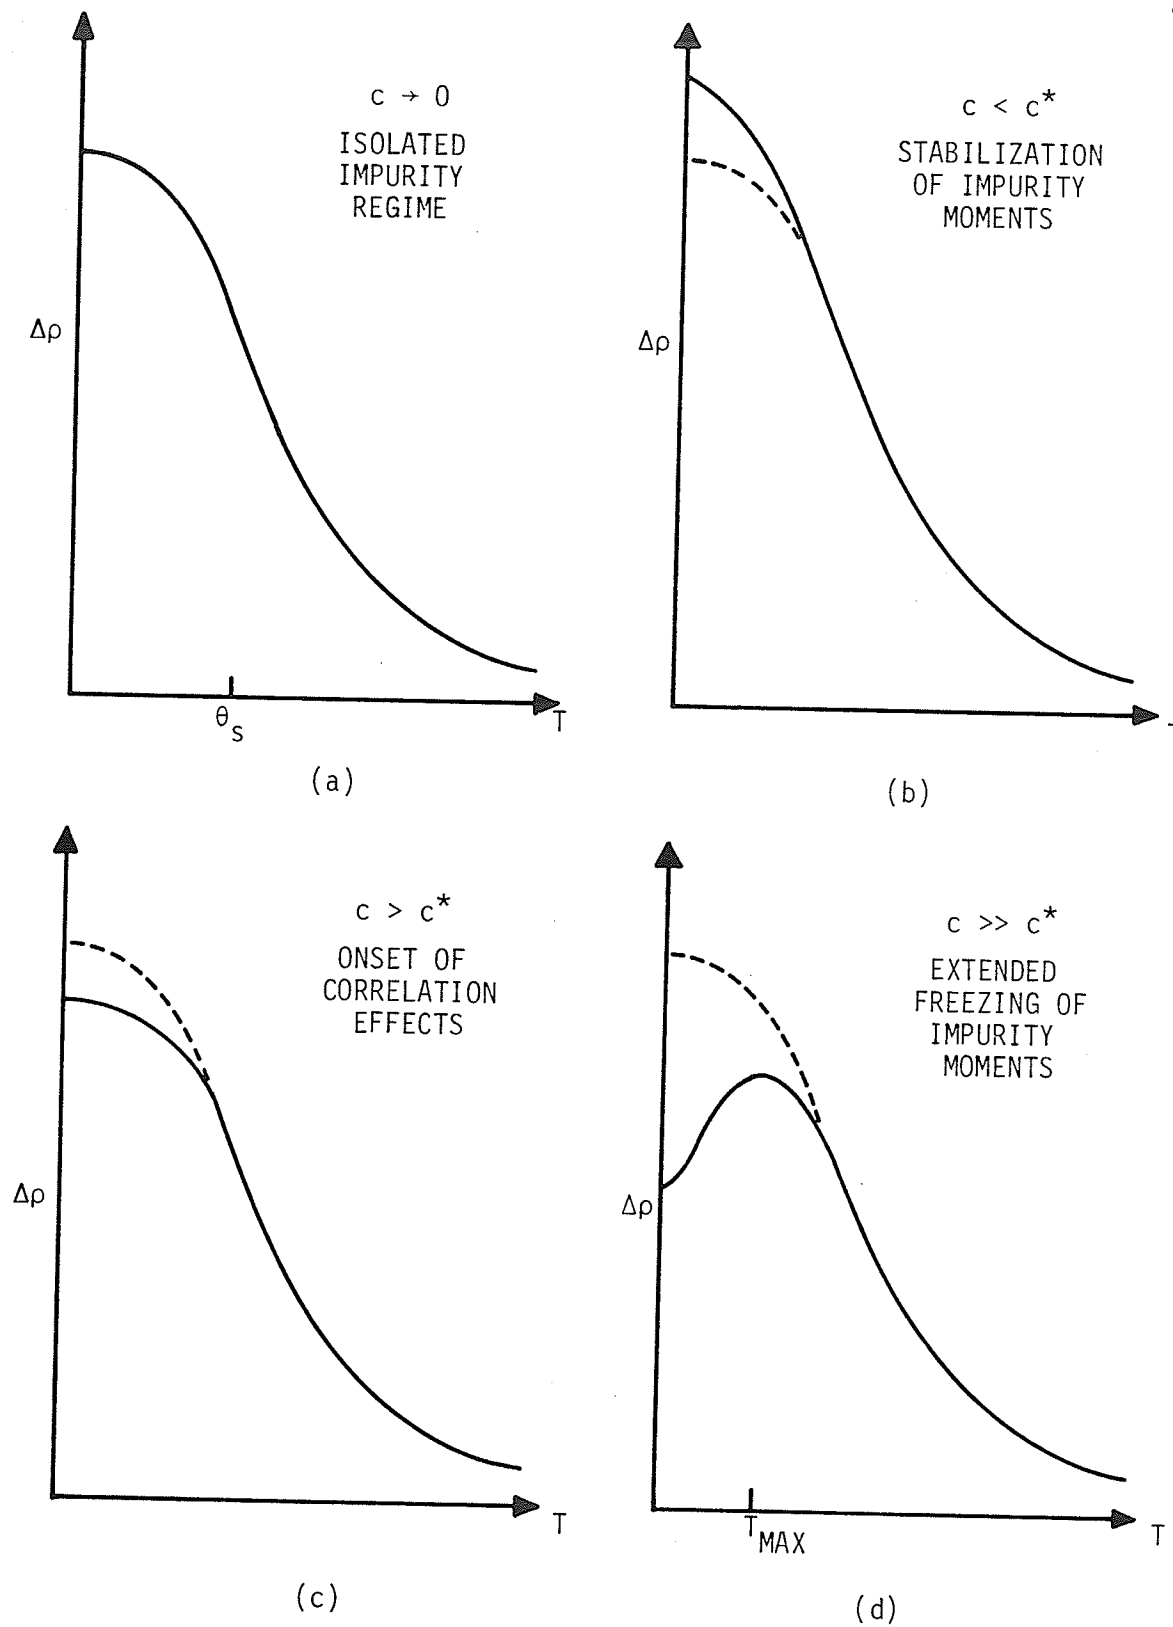 c → 0
ISOLATED
IMPURITY
REGIME
Δρ
θs
T
(a)
c < c*
STABILIZATION
OF IMPURITY
MOMENTS
Δρ
(b)
c > c*
ONSET OF
CORRELATION
EFFECTS
Δρ
T
(c)
c >> c*
EXTENDED
FREEZING OF
IMPURITY
MOMENTS
Δρ
TMAX
T
(d)